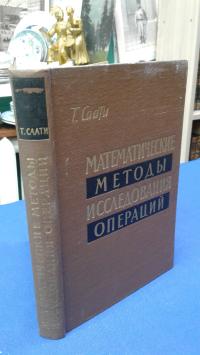 Т. Саати
МАТЕМАТИЧЕСКИЕ
МЕТОДЫ
ИССЛЕДОВАНИЯ
ОПЕРАЦИЙ
Т. СААТИ
МАТЕМАТИЧЕСКИЕ МЕТОДЫ
ИССЛЕДОВАНИЯ ОПЕРАЦИЙ